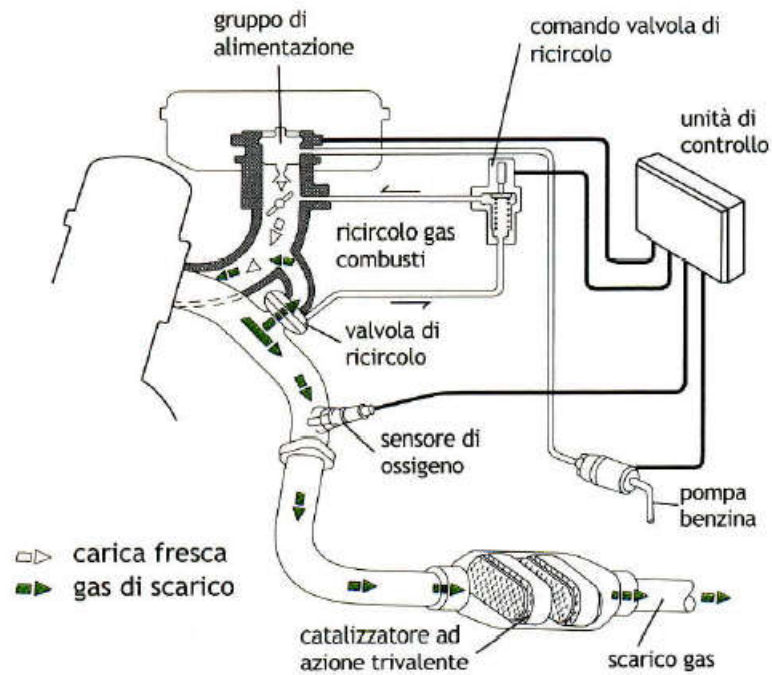 gruppo di
alimentazione
comando valvola di
ricircolo
unità di
controllo
ricircolo gas
combusti
valvola di
ricircolo
sensore di
ossigeno
pompa
benzina
carica fresca
gas di scarico
catalizzatore ad
azione trivalente
scarico gas